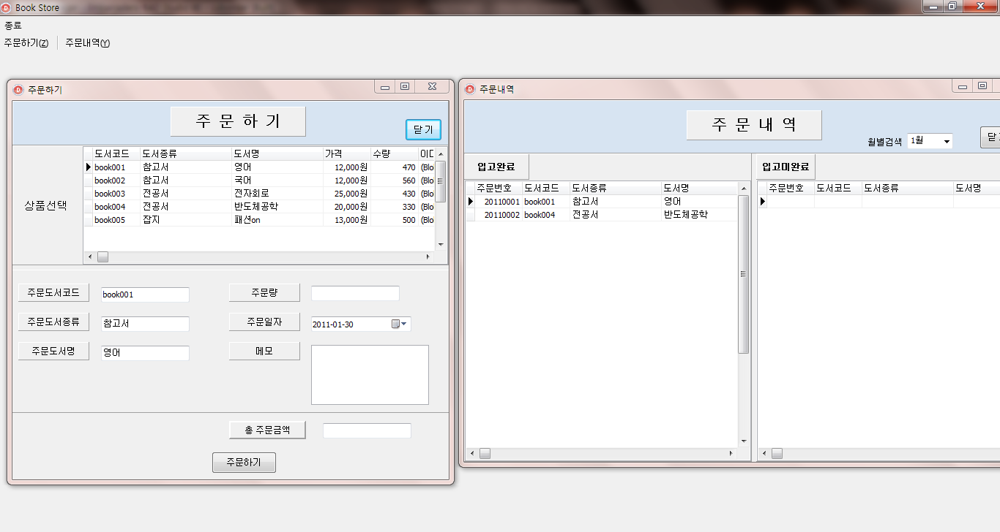 Book Store
종료
주문하기(Z) 주문내역(Y)
주문하기
주 문 하 기
닫 기
상품선택
도서코드 도서종류 도서명 가격 수량
book001 참고서 영어 12,000원 470 (Blo
book002 참고서 국어 12,000원 560 (Blo
book003 전공서 전자회로 25,000원 430 (Blo
book004 전공서 반도체공학 20,000원 330 (Blo
book005 잡지 패션on 13,000원 500 (Blo
주문도서코드 book001 주문량
주문도서종류 참고서 주문일자 2011-01-30
주문도서명 영어 메모
총 주문금액
주문하기
주문내역
주 문 내 역
월별검색 1월 닫
입고완료
주문번호 도서코드 도서종류 도서명
20110001 book001 참고서 영어
20110002 book004 전공서 반도체공학
입고미완료
주문번호 도서코드 도서종류 도서명